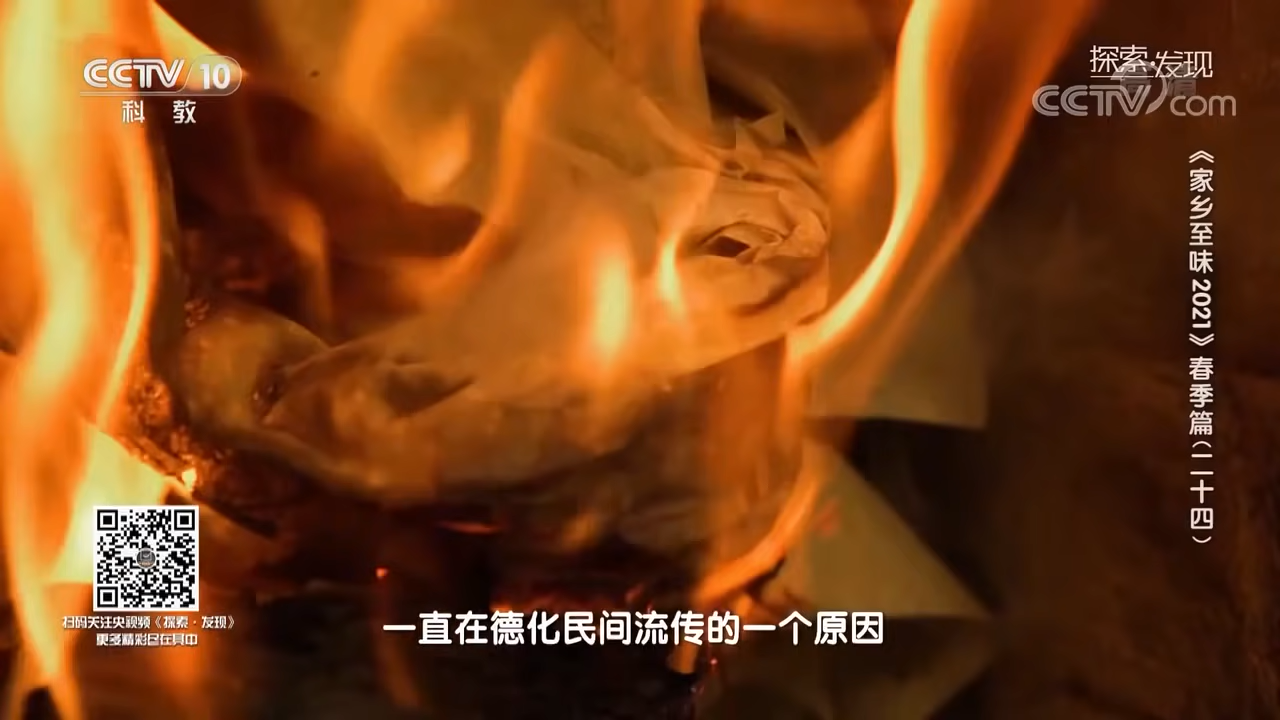 CCTV 10
科教
探索·发现
CCTV.com
《家乡至味2021》春季篇(二十四)
扫码关注央视频《探索·发现》
更多精彩尽在其中
一直在德化民间流传的一个原因